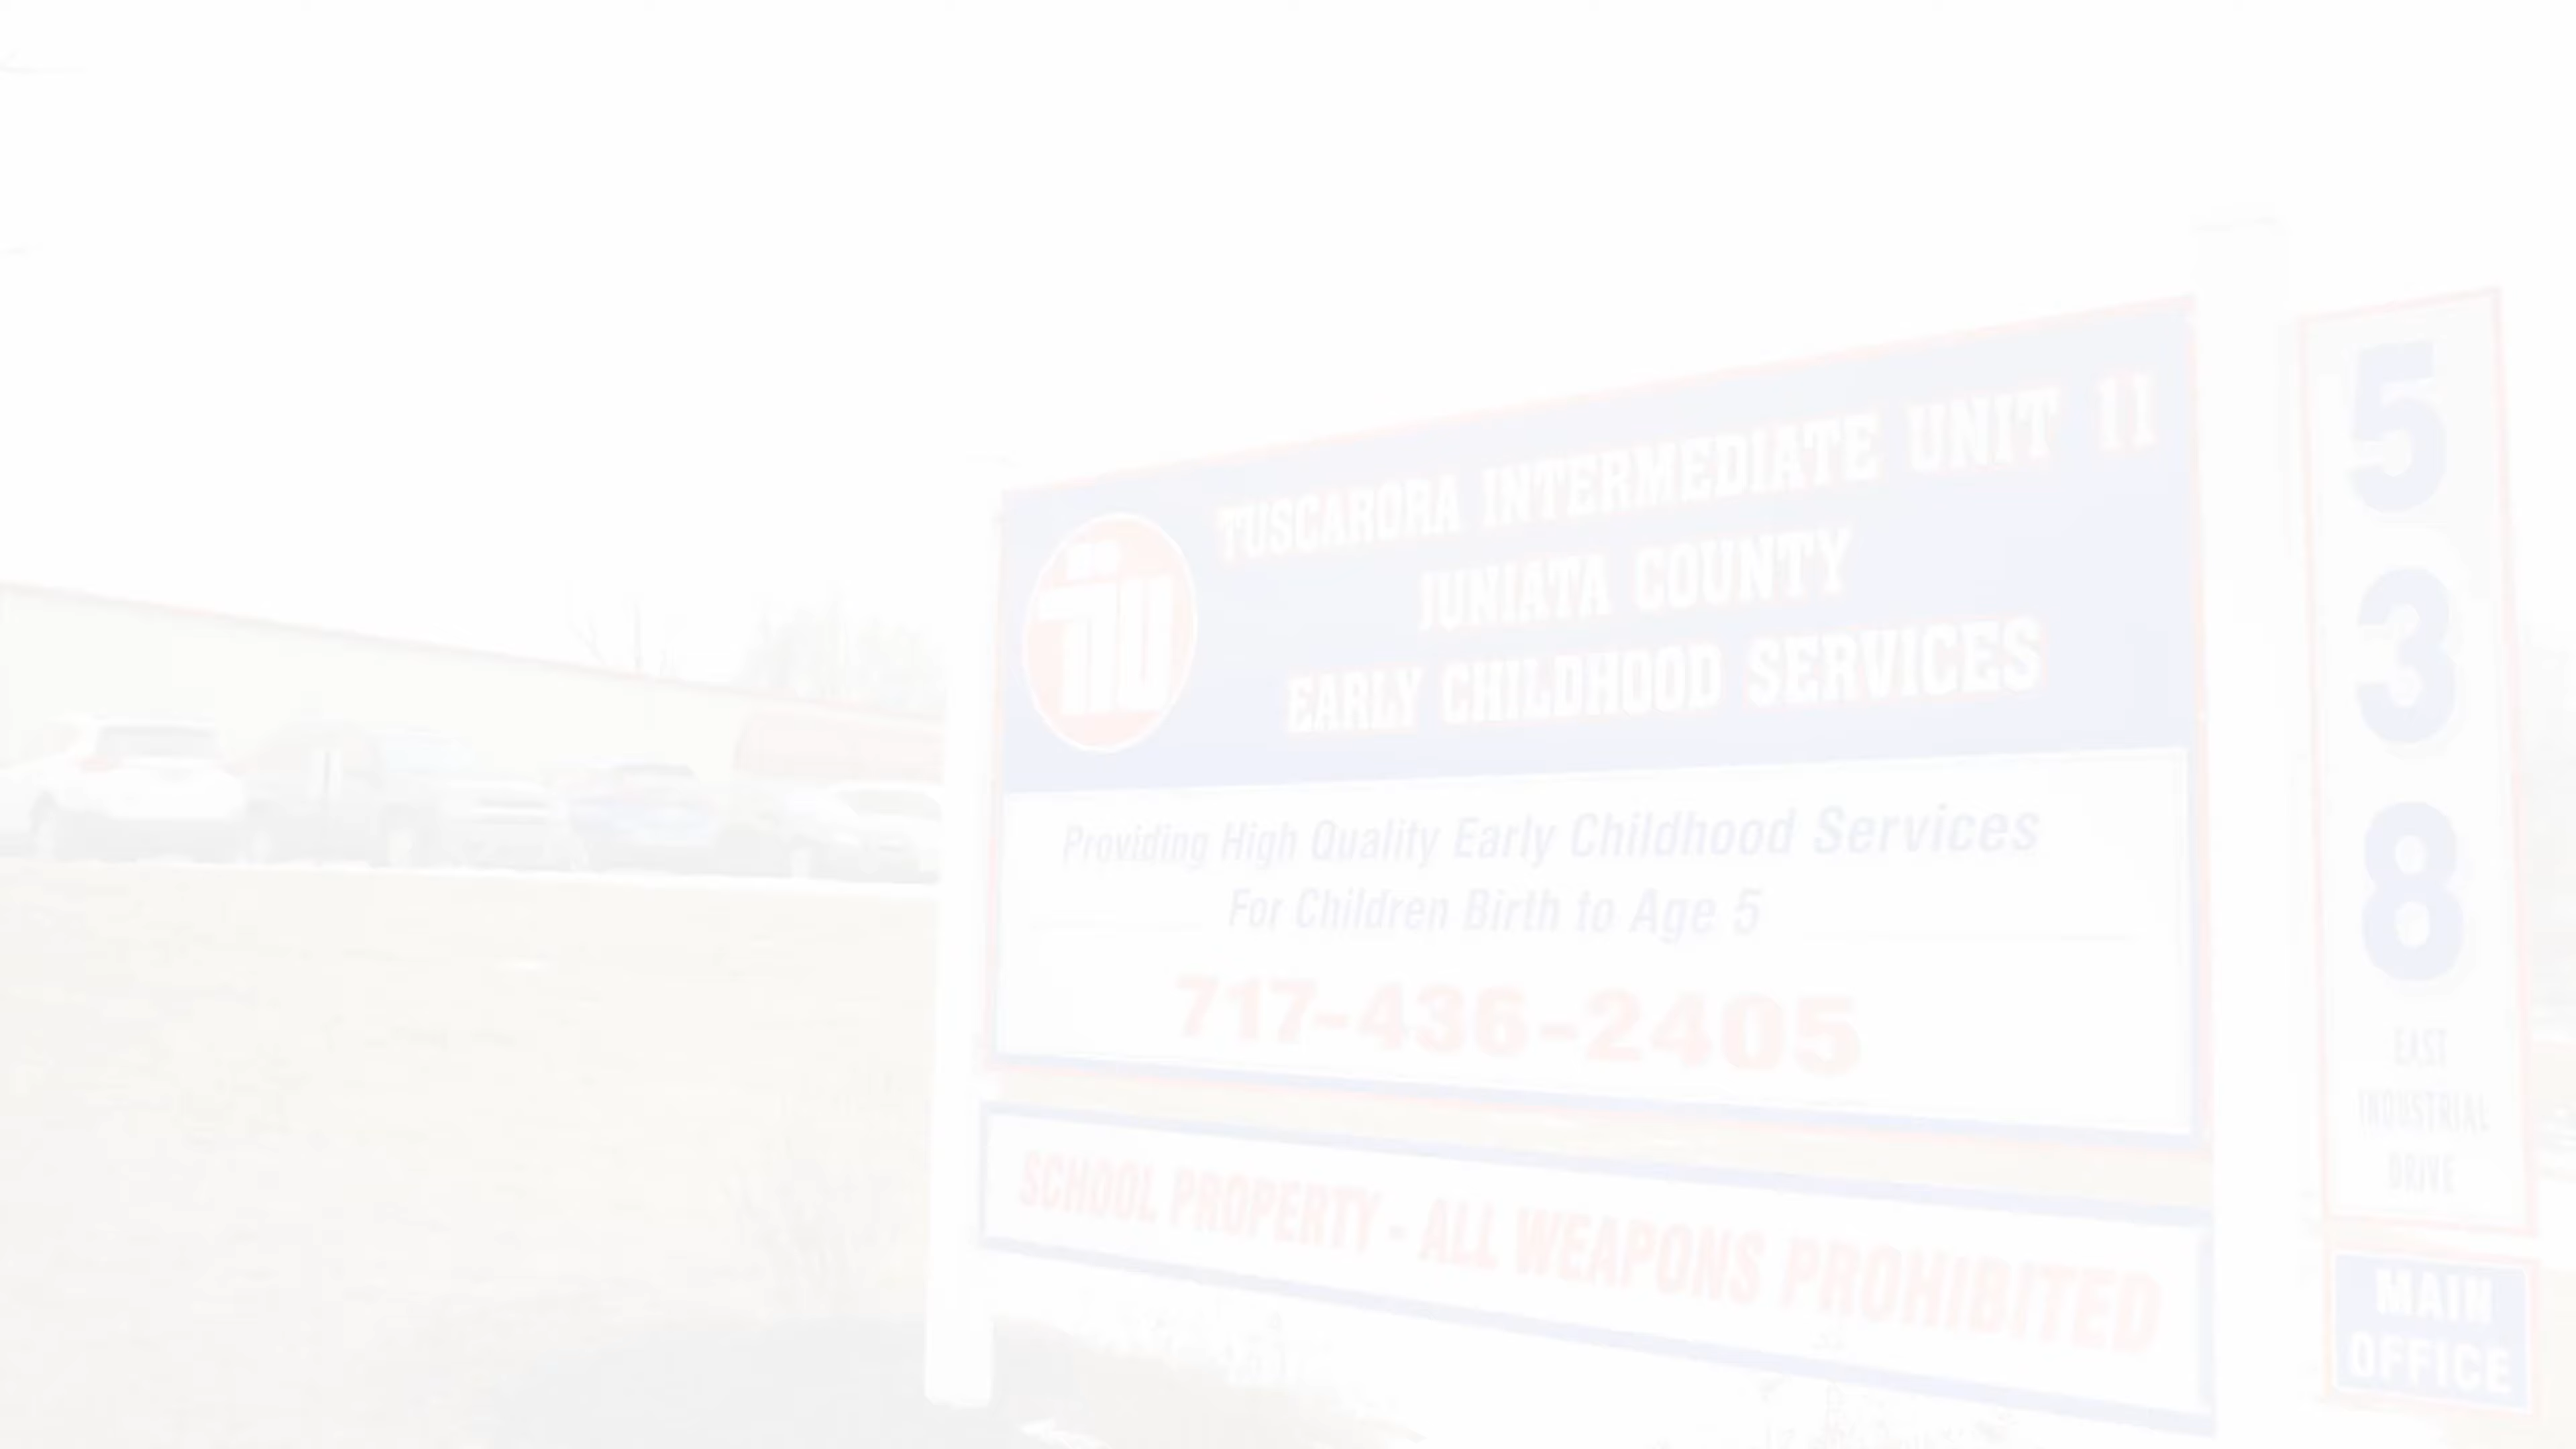 TUSCARORA INTERMEDIATE UNIT 11
JUNIATA COUNTY
EARLY CHILDHOOD SERVICES
Providing High Quality Early Childhood Services
For Children Birth to Age 5
717-436-2405
SCHOOL PROPERTY - ALL WEAPONS PROHIBITED
538
EAST
INDUSTRIAL
DRIVE
MAIN
OFFICE